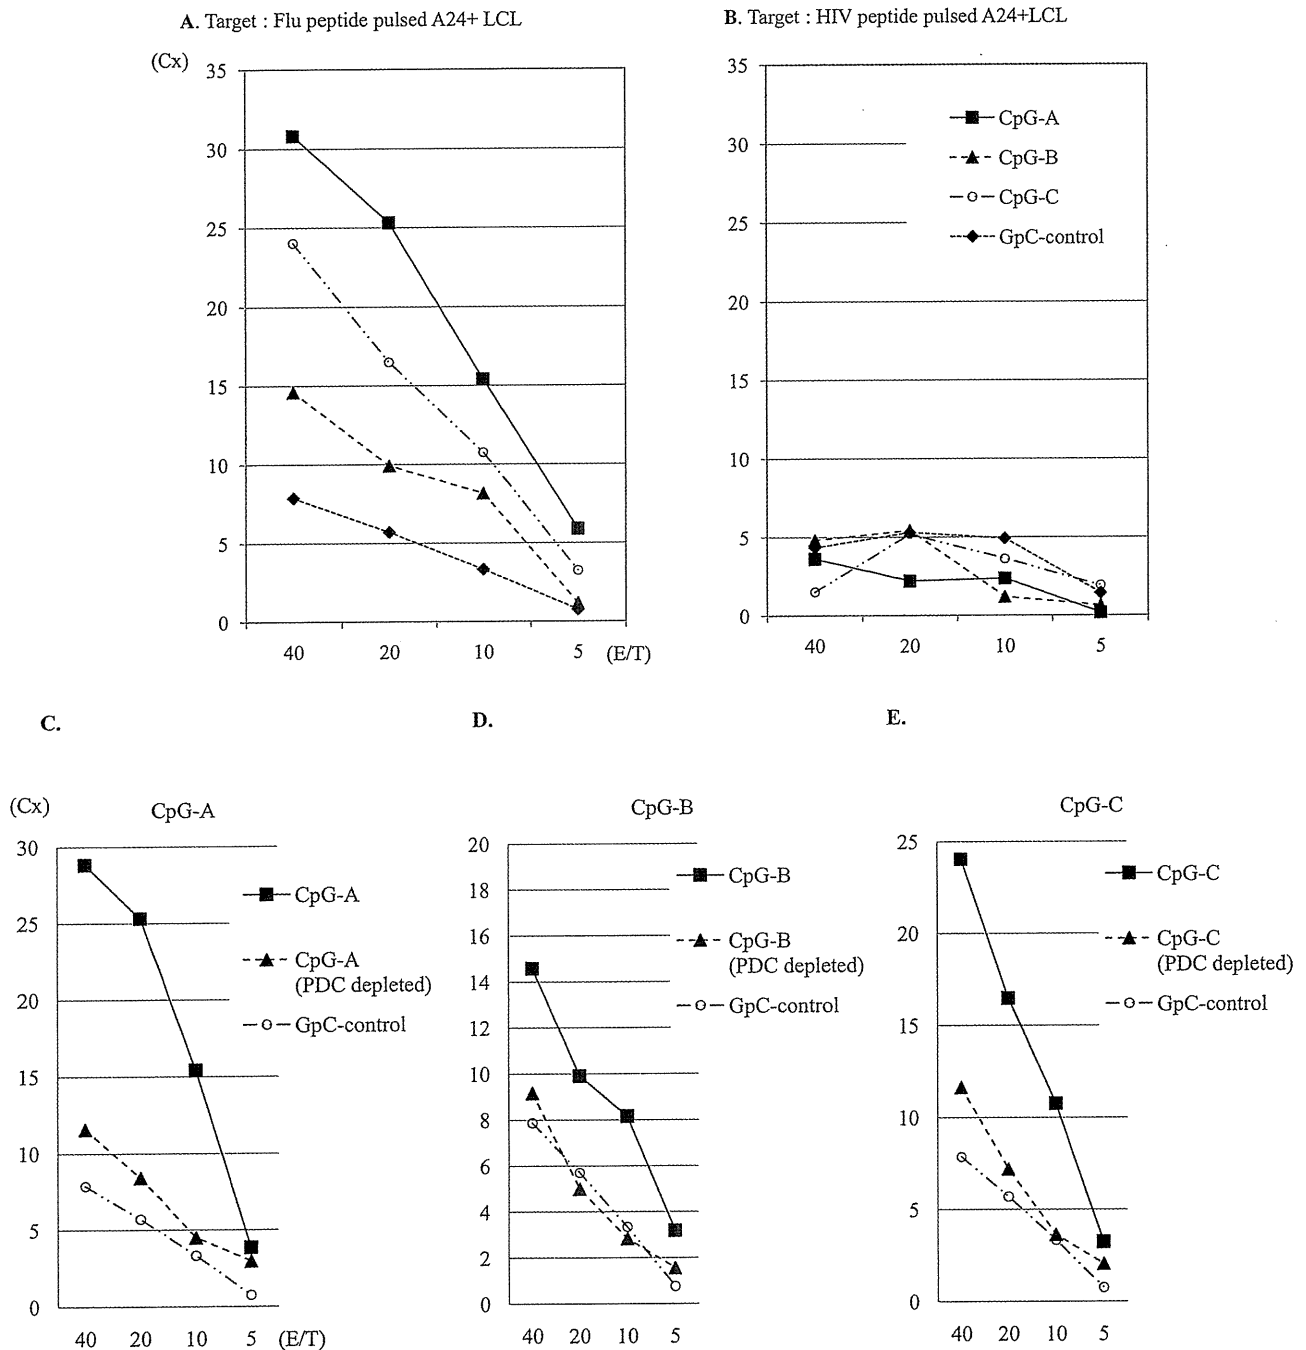 A. Target : Flu peptide pulsed A24+ LCL
(Cx)
35
30
25
20
15
10
5
0
40 20 10 5 (E/T)
B. Target : HIV peptide pulsed A24+LCL
35
30
25
20
15
10
5
0
CpG-A
CpG-B
CpG-C
GpC-control
40 20 10 5
C.
(Cx)
CpG-A
30
25
20
15
10
5
0
CpG-A
CpG-A
(PDC depleted)
GpC-control
40 20 10 5 (E/T)
D.
CpG-B
20
18
16
14
12
10
8
6
4
2
0
CpG-B
CpG-B
(PDC depleted)
GpC-control
40 20 10 5
E.
CpG-C
25
20
15
10
5
0
CpG-C
CpG-C
(PDC depleted)
GpC-control
40 20 10 5